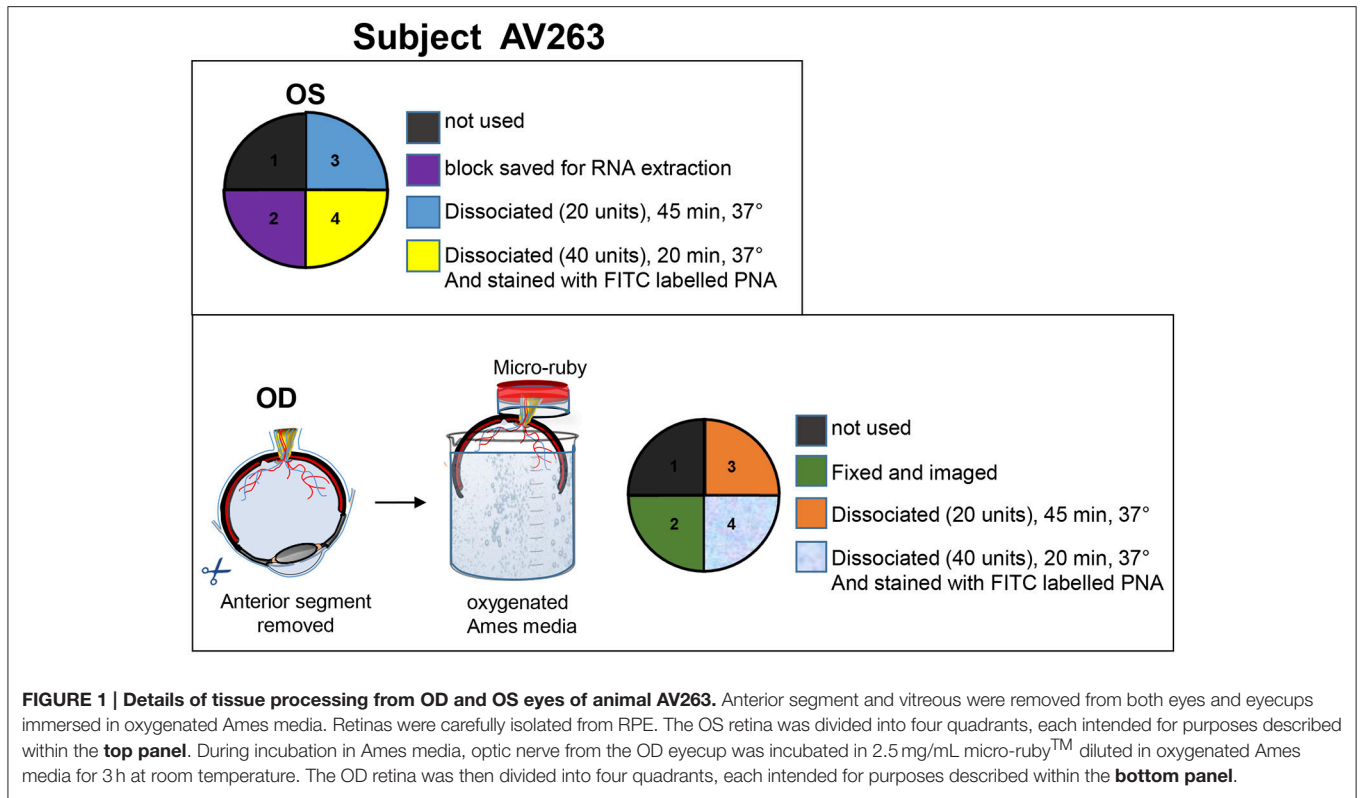 Subject AV263
OS
1
3
2
4
not used
block saved for RNA extraction
Dissociated (20 units), 45 min, 37°
Dissociated (40 units), 20 min, 37°
And stained with FITC labelled PNA
OD
Anterior segment
removed
Micro-ruby
oxygenated
Ames media
1
3
2
4
not used
Fixed and imaged
Dissociated (20 units), 45 min, 37°
Dissociated (40 units), 20 min, 37°
And stained with FITC labelled PNA
FIGURE 1 | Details of tissue processing from OD and OS eyes of animal AV263. Anterior segment and vitreous were removed from both eyes and eyecups
immersed in oxygenated Ames media. Retinas were carefully isolated from RPE. The OS retina was divided into four quadrants, each intended for purposes described
within the top panel. During incubation in Ames media, optic nerve from the OD eyecup was incubated in 2.5 mg/mL micro-ruby™ diluted in oxygenated Ames
media for 3 h at room temperature. The OD retina was then divided into four quadrants, each intended for purposes described within the bottom panel.